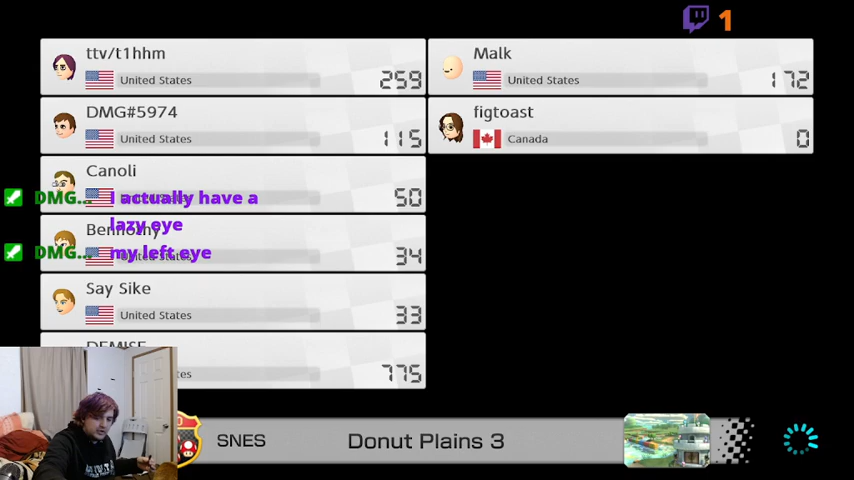 1
ttv/t1hhm
United States 259
Malk
United States 172
DMG#5974
United States 115
figtoast
Canada 0
Canoli
50
DMG... I actually have a
lazy eye
DMG... my left eye
34
Say Sike
United States 33
DEMISE
775
SNES Donut Plains 3